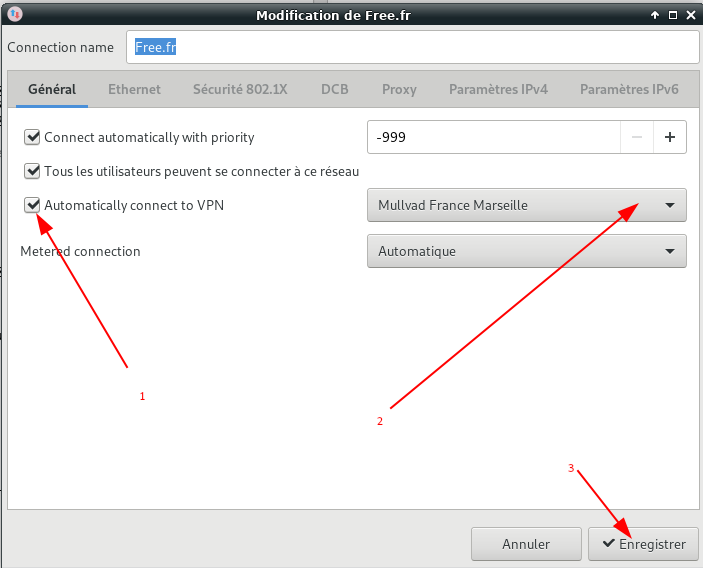 Modification de Free.fr
Connection name Free.fr
Général Ethernet Sécurité 802.1X DCB Proxy Paramètres IPv4 Paramètres IPv6
Connect automatically with priority -999
Tous les utilisateurs peuvent se connecter à ce réseau
Automatically connect to VPN Mullvad France Marseille
Metered connection Automatique
1
2
3
Annuler Enregistrer